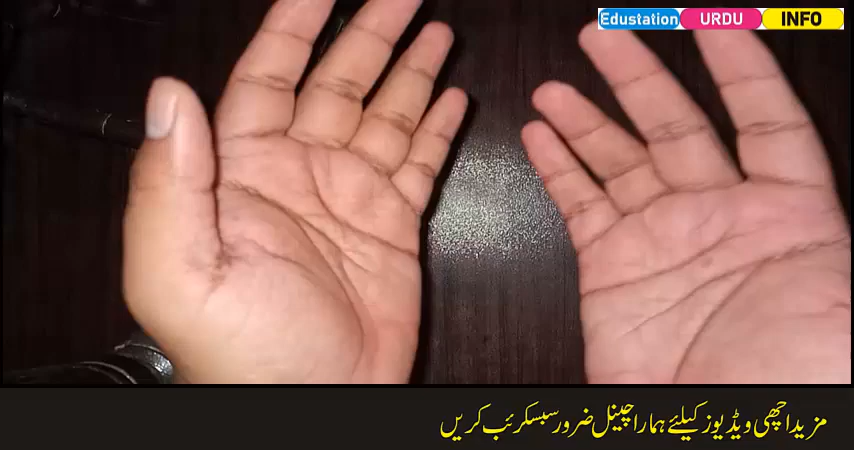 Edustation URDU INFO
مزید اچھی ویڈیوز کیلئے ہمارا چینل ضرور سبسکرائب کریں